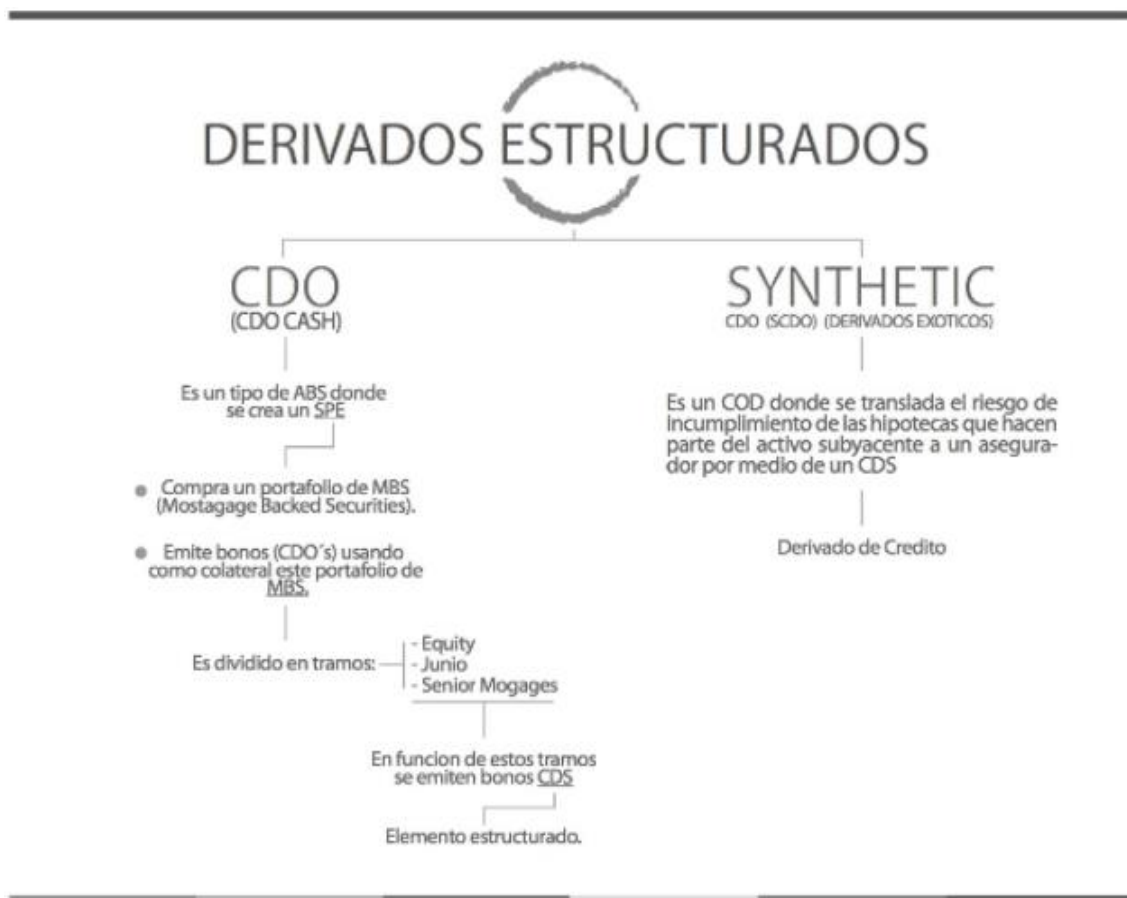 DERIVADOS ESTRUCTURADOS
CDO
(CDO CASH)
Es un tipo de ABS donde
se crea un SPE
Compra un portafollo de MBS
(Mostagage Backed Securities).
Emite bonos (CDO´s) usando
como colateral este portafolio de
MBS.
Es dividido en tramos:
- Equity
- Junio
- Senior Mogages
En funcion de estos tramos
se emiten bonos CDS
Elemento estructurado.
SYNTHETIC
CDO (SCDO) (DERIVADOS EXOTICOS)
Es un COD donde se translada el riesgo de
incumplimiento de las hipotecas que hacen
parte del activo subyacente a un asegura-
dor por medio de un CDS
Derivado de Credito